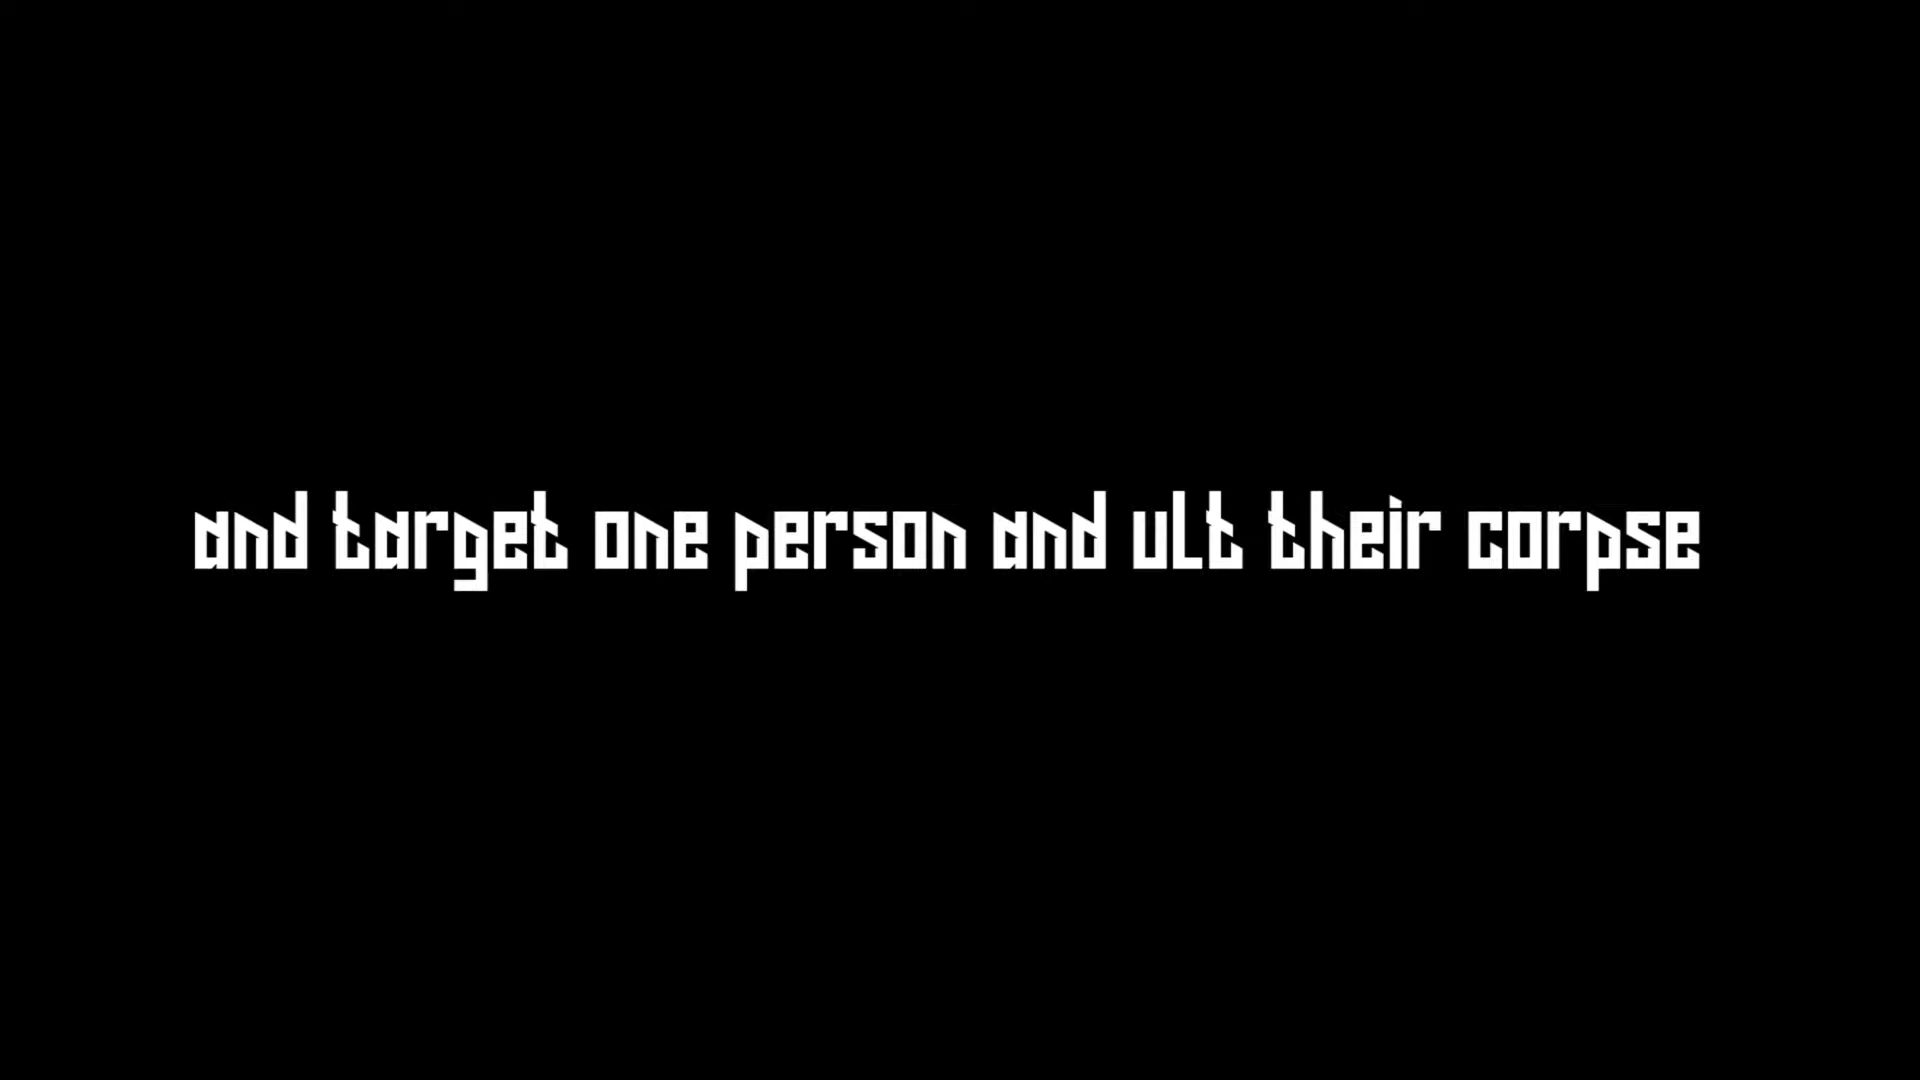 and target one person and ult their corpse